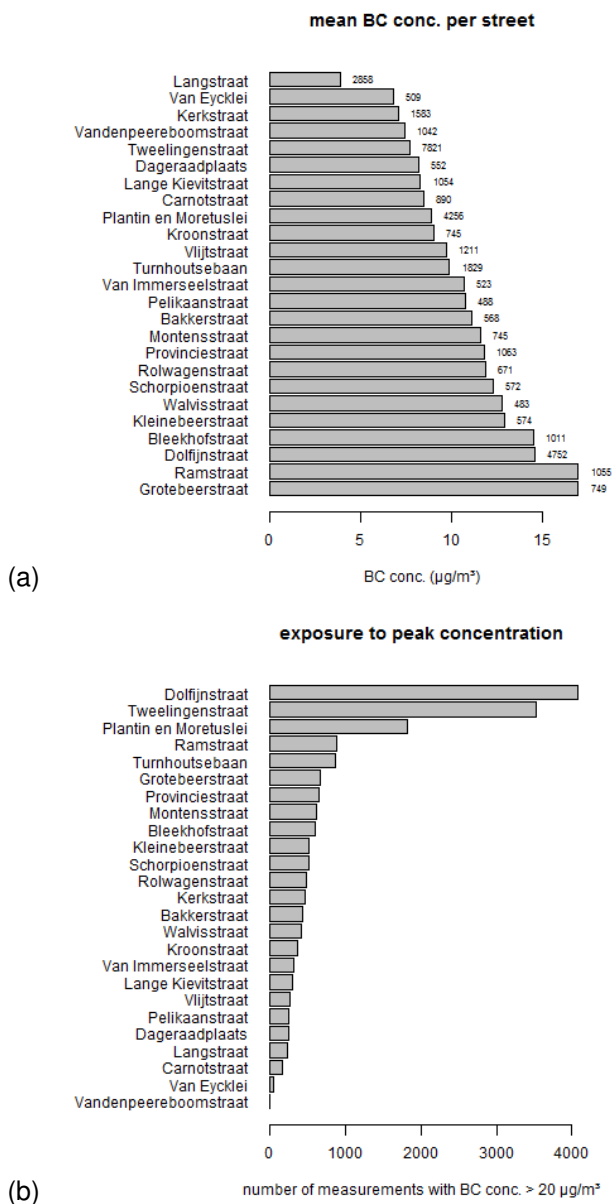 mean BC conc. per street
Langstraat 2858
Van Eycklei 509
Kerkstraat 1583
Vandenpeereboomstraat 1042
Tweelingenstraat 7821
Dageraadplaats 552
Lange Kievitstraat 1054
Carnotstraat 890
Plantin en Moretuslei 4256
Kroonstraat 745
Vlijtstraat 1211
Turnhoutsebaan 1829
Van Immerseelstraat 523
Pelikaanstraat 488
Bakkerstraat 568
Montensstraat 745
Provinciestraat 1063
Rolwagenstraat 671
Schorpioenstraat 572
Walvisstraat 483
Kleinebeerstraat 574
Bleekhofstraat 1011
Dolfijnstraat 4752
Ramstraat 1055
Grotebeerstraat 749
0 5 10 15
BC conc. (µg/m³)
(a)
exposure to peak concentration
Dolfijnstraat
Tweelingenstraat
Plantin en Moretuslei
Ramstraat
Turnhoutsebaan
Grotebeerstraat
Provinciestraat
Montensstraat
Bleekhofstraat
Kleinebeerstraat
Schorpioenstraat
Rolwagenstraat
Kerkstraat
Bakkerstraat
Walvisstraat
Kroonstraat
Van Immerseelstraat
Lange Kievitstraat
Vlijtstraat
Pelikaanstraat
Dageraadplaats
Langstraat
Carnotstraat
Van Eycklei
Vandenpeereboomstraat
0 1000 2000 3000 4000
number of measurements with BC conc. > 20 µg/m³
(b)